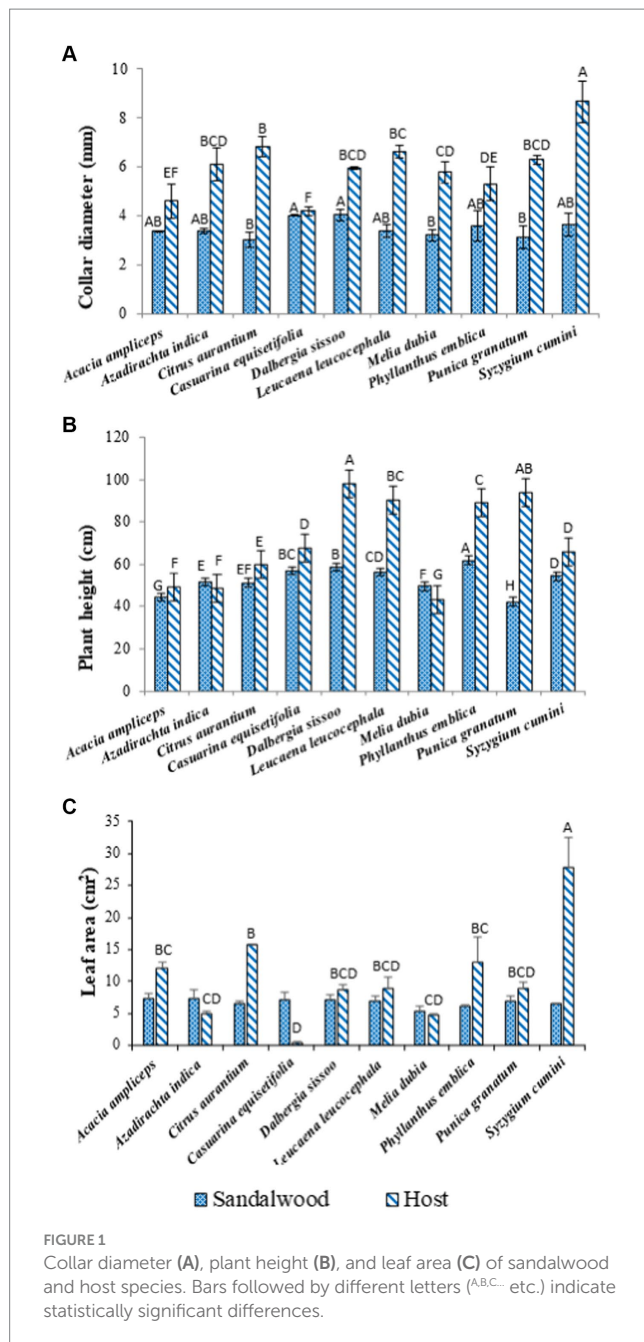 A
Collar diameter (mm)
10
8
6
4
2
0
AB EF AB BCD B B A F A BCD AB BC B CD AB DE B BCD AB A
Acacia ampliceps
Azadirachta indica
Citrus aurantium
Casuarina equisetifolia
Dalbergia sissoo
Leucaena leucocephala
Melia dubia
Phyllanthus emblica
Punica granatum
Syzygium cumini
B
Plant height (cm)
120
100
80
60
40
20
0
G F E F EF E BC D B A CD BC F G A C H AB D D
Acacia ampliceps
Azadirachta indica
Citrus aurantium
Casuarina equisetifolia
Dalbergia sissoo
Leucaena leucocephala
Melia dubia
Phyllanthus emblica
Punica granatum
Syzygium cumini
C
Leaf area (cm²)
35
30
25
20
15
10
5
0
BC CD B D BCD BCD CD BC BCD A
Acacia ampliceps
Azadirachta indica
Citrus aurantium
Casuarina equisetifolia
Dalbergia sissoo
Leucaena leucocephala
Melia dubia
Phyllanthus emblica
Punica granatum
Syzygium cumini
Sandalwood Host
FIGURE 1
Collar diameter (A), plant height (B), and leaf area (C) of sandalwood
and host species. Bars followed by different letters (A,B,C... etc.) indicate
statistically significant differences.